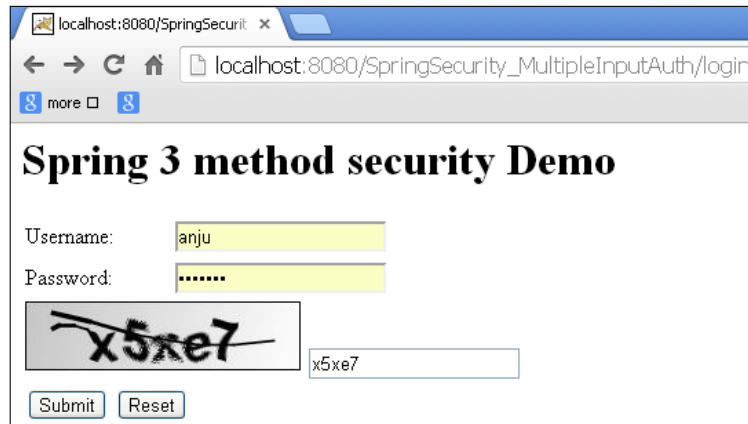 localhost:8080/SpringSecurit
localhost:8080/SpringSecurity_MultipleInputAuth/login
g more g
Spring 3 method security Demo
Username: anju
Password: •••••••
x5xe7 x5xe7
Submit Reset